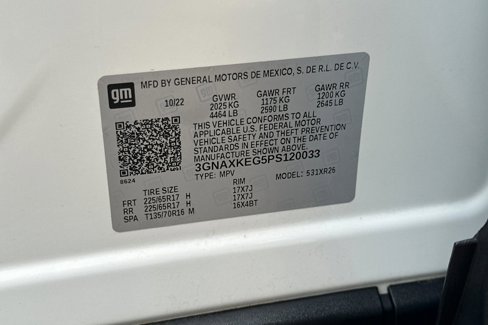 gm MFD BY GENERAL MOTORS DE MEXICO, S. DE R.L. DE C.V.
10/22 GVWR GAWR FRT GAWR RR
2025 KG 1175 KG 1200 KG
4464 LB 2590 LB 2645 LB
THIS VEHICLE CONFORMS TO ALL
APPLICABLE U.S. FEDERAL MOTOR
VEHICLE SAFETY AND THEFT PREVENTION
STANDARDS IN EFFECT ON THE DATE OF
MANUFACTURE SHOWN ABOVE.
3GNAXKEG5PS120033
8624 TYPE: MPV MODEL: 531XR26
TIRE SIZE RIM
FRT 225/65R17 H 17X7J
RR 225/65R17 H 17X7J
SPA T135/70R16 M 16X4BT